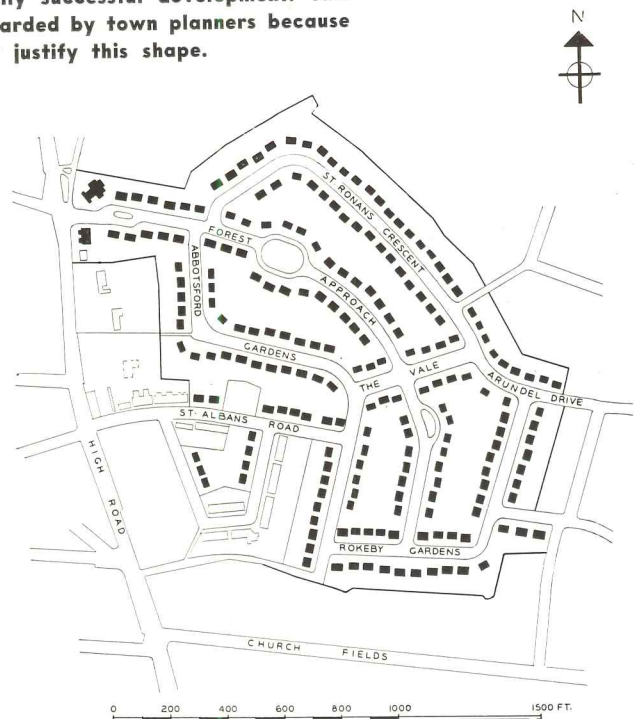 successful development
arded by town planners because
justify this shape.
N
ST RONANS CRESCENT
FOREST
APPROACH
ABBOTSFORD
GARDENS
THE VALE
ARUNDEL DRIVE
ST· ALBANS ROAD
HIGH ROAD
ROKEBY GARDENS
CHURCH FIELDS
0 200 400 600 800 1000 1500 FT.